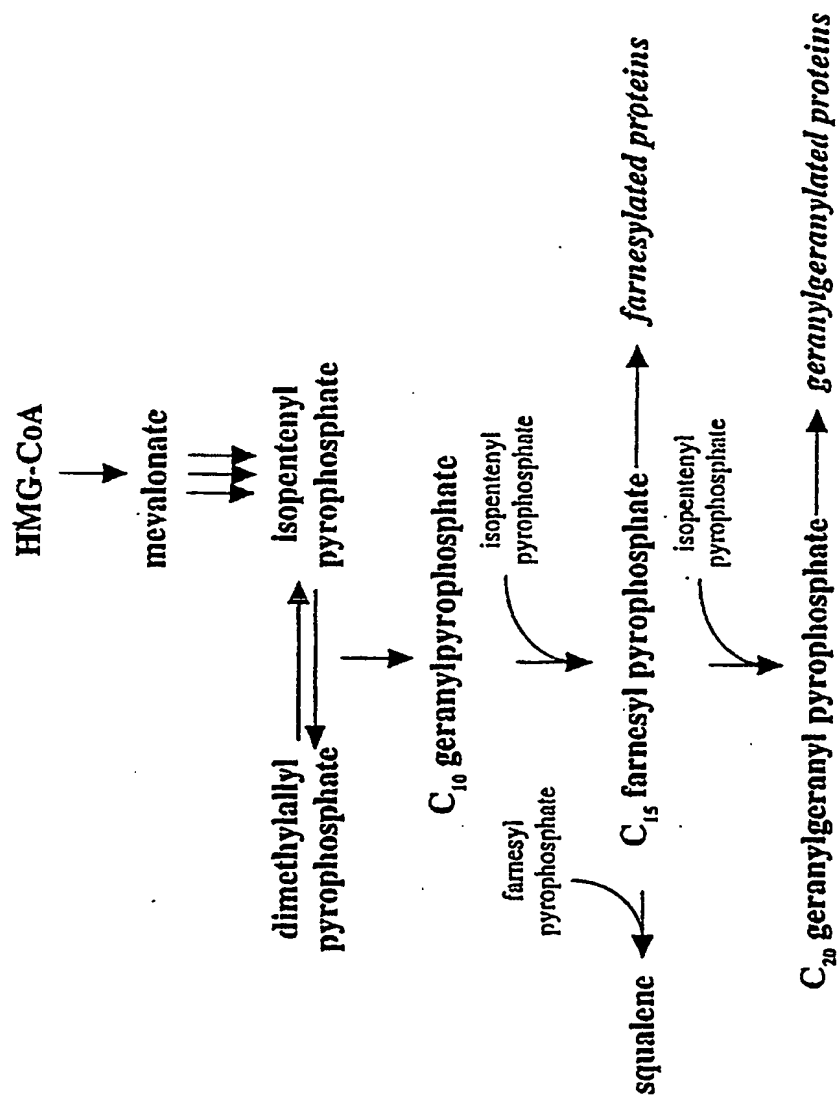 HMG-CoA
mevalonate
dimethylallyl
pyrophosphate
isopentenyl
pyrophosphate
C₁₀ geranylpyrophosphate
isopentenyl
pyrophosphate
farnesyl
pyrophosphate
squalene
C₁₅ farnesyl pyrophosphate
farnesylated proteins
isopentenyl
pyrophosphate
C₂₀ geranylgeranyl pyrophosphate
geranylgeranylated proteins